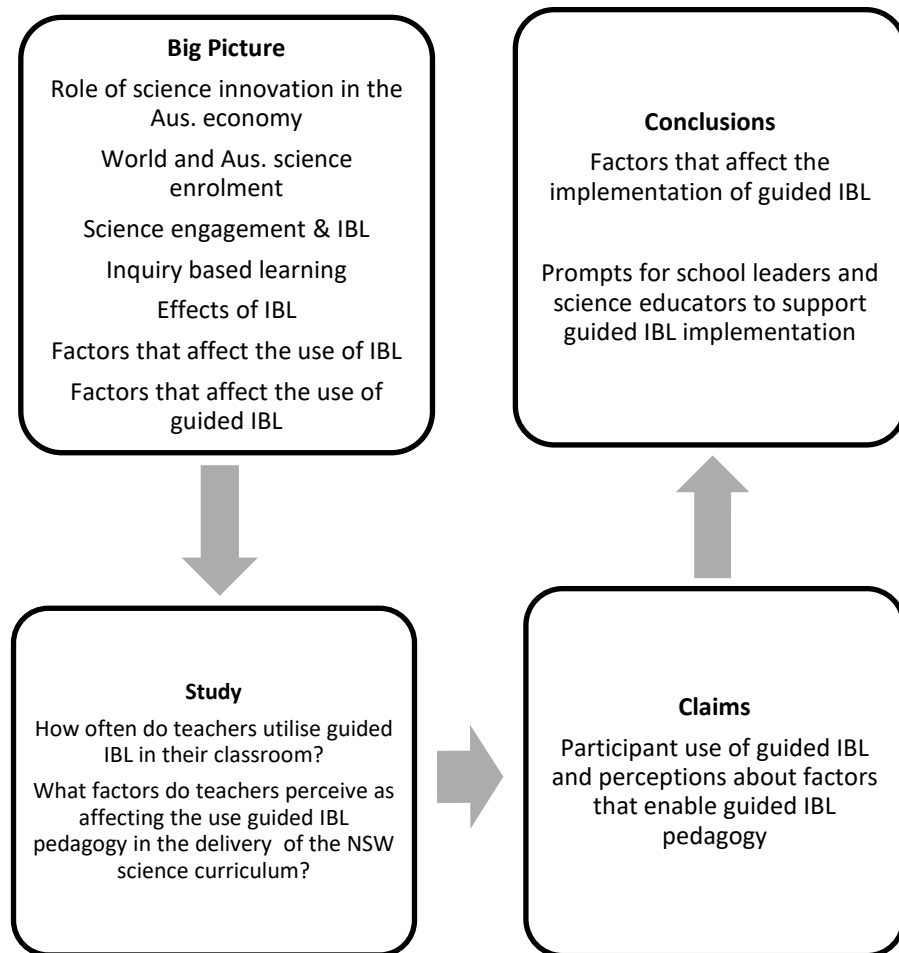 Big Picture
Role of science innovation in the
Aus. economy
World and Aus. science
enrolment
Science engagement & IBL
Inquiry based learning
Effects of IBL
Factors that affect the use of IBL
Factors that affect the use of
guided IBL
Study
How often do teachers utilise guided
IBL in their classroom?
What factors do teachers perceive as
affecting the use guided IBL
pedagogy in the delivery of the NSW
science curriculum?
Claims
Participant use of guided IBL
and perceptions about factors
that enable guided IBL
pedagogy
Conclusions
Factors that affect the
implementation of guided IBL
Prompts for school leaders and
science educators to support
guided IBL implementation